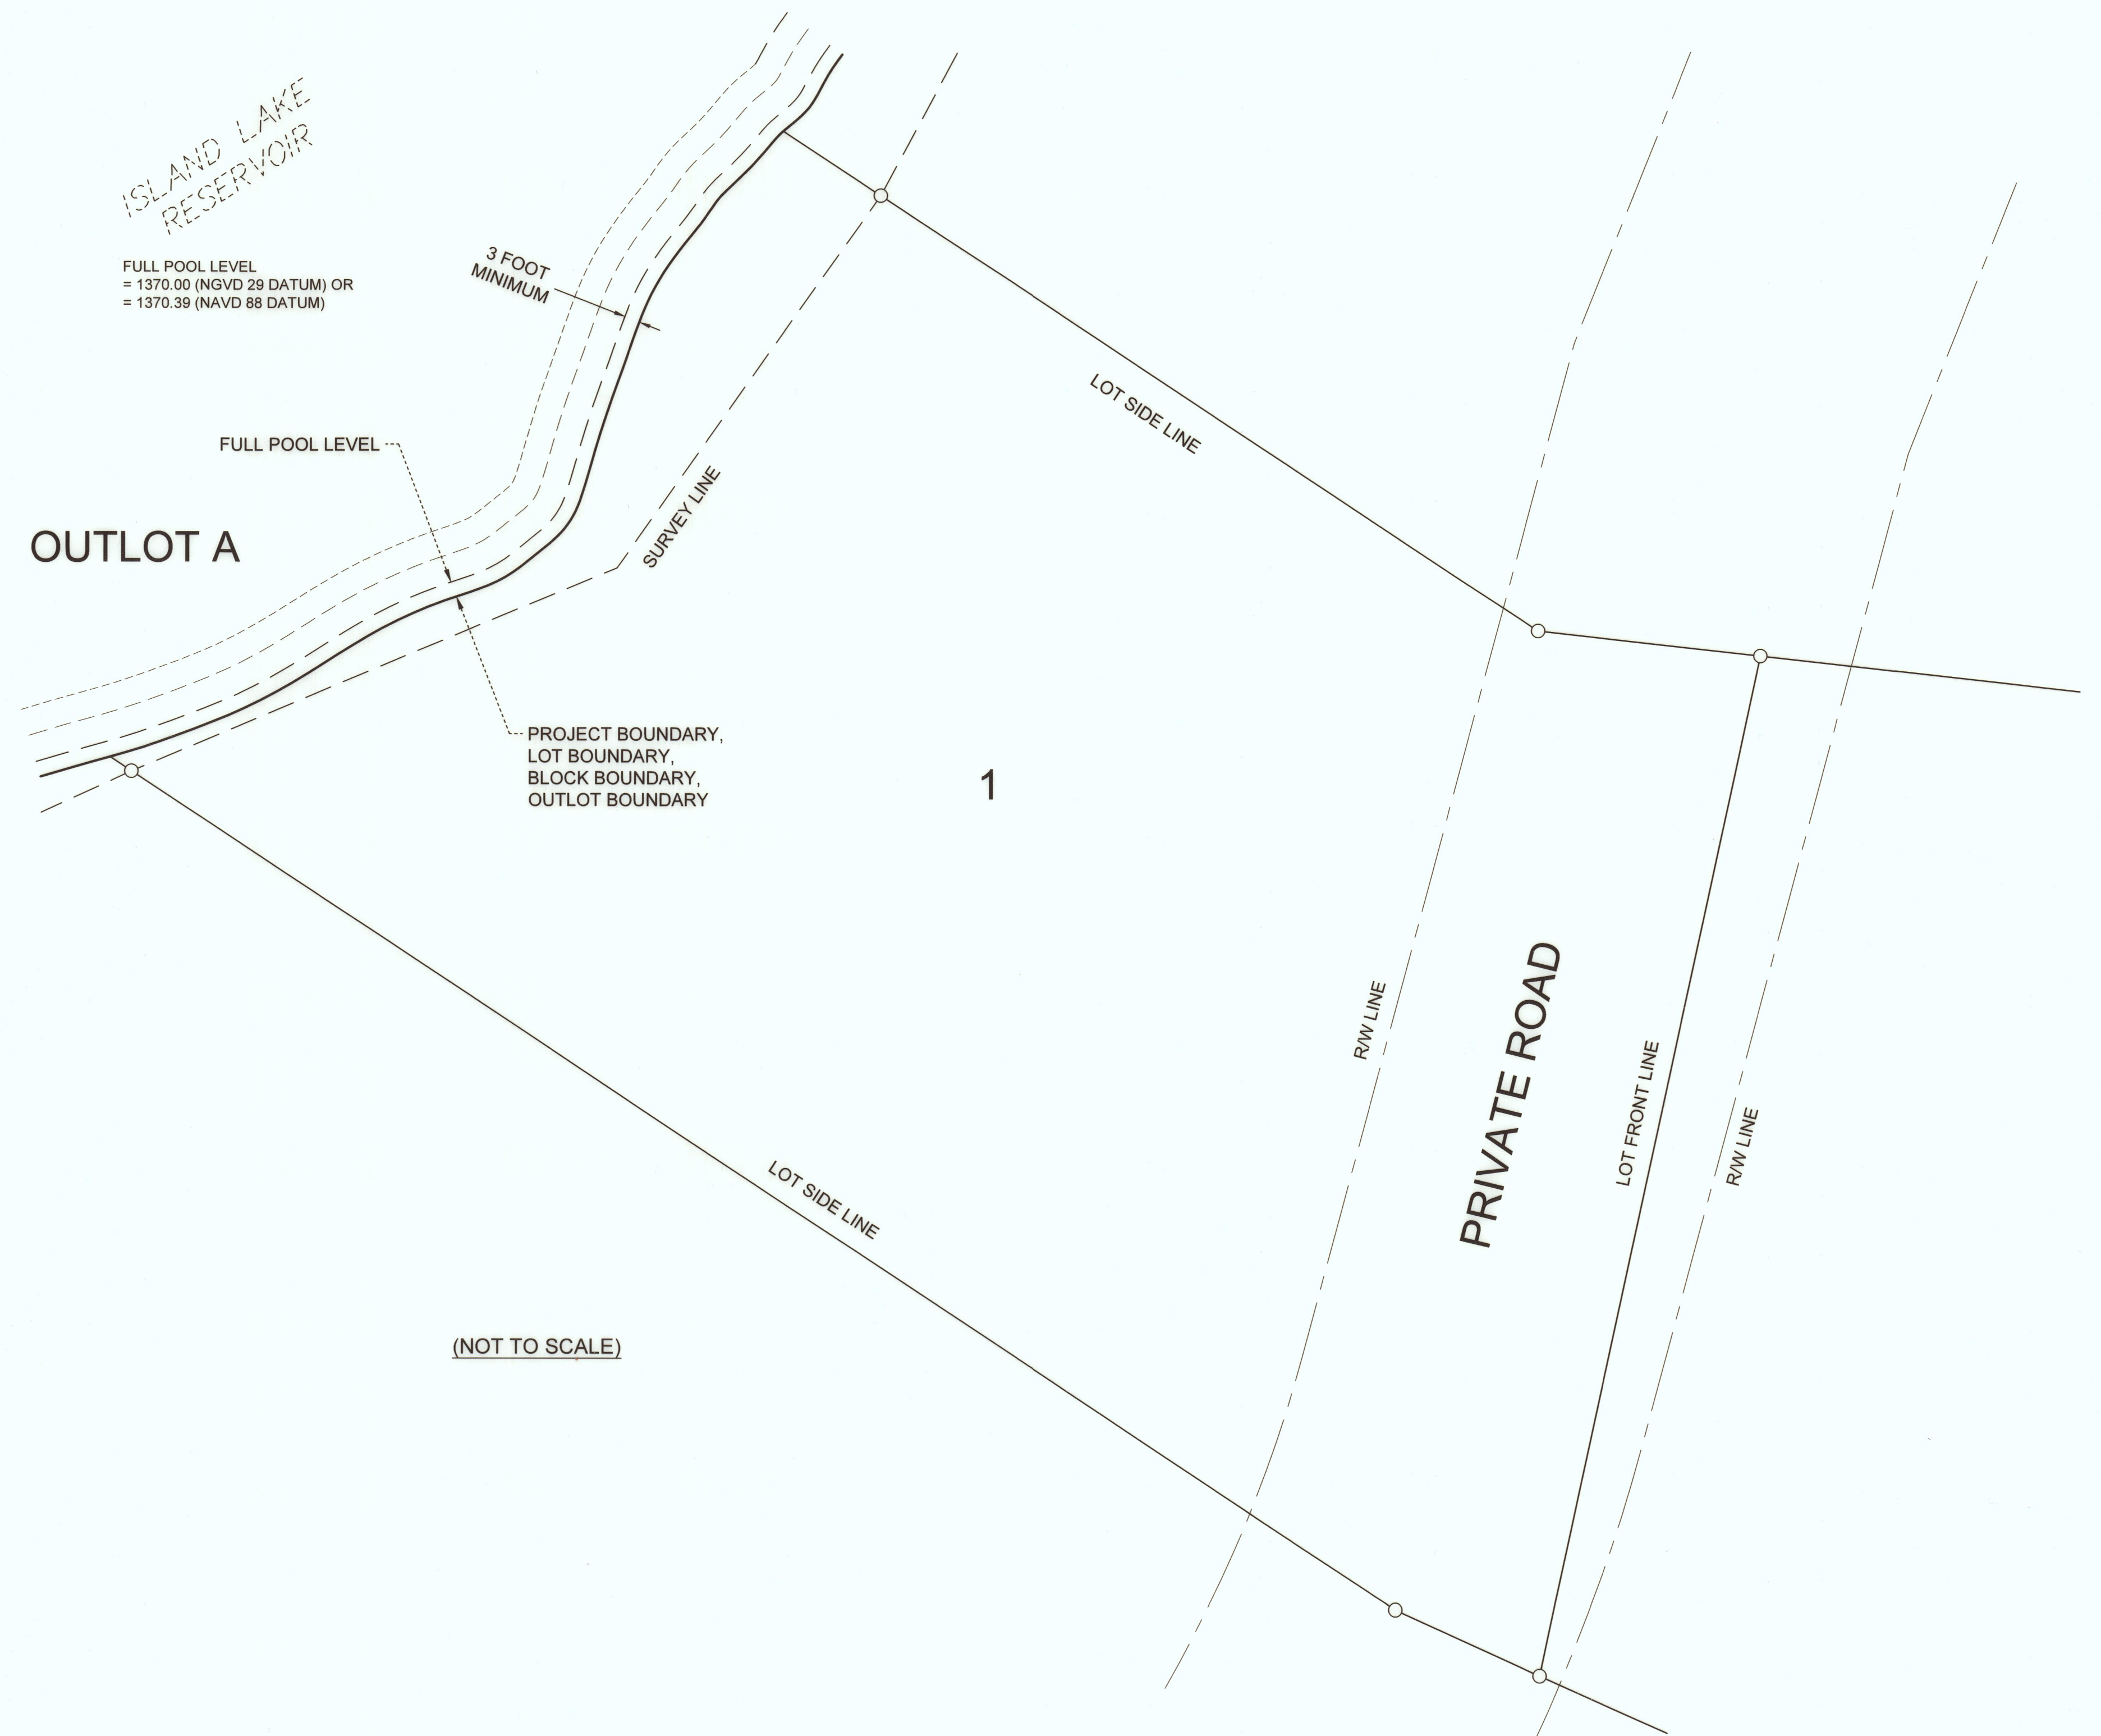 ISLAND LAKE
RESERVOIR
FULL POOL LEVEL
= 1370.00 (NGVD 29 DATUM) OR
= 1370.39 (NAVD 88 DATUM)
3 FOOT
MINIMUM
LOT SIDE LINE
FULL POOL LEVEL
SURVEY LINE
OUTLOT A
PROJECT BOUNDARY,
LOT BOUNDARY,
BLOCK BOUNDARY,
OUTLOT BOUNDARY
1
R/W LINE
PRIVATE ROAD
LOT FRONT LINE
R/W LINE
LOT SIDE LINE
(NOT TO SCALE)